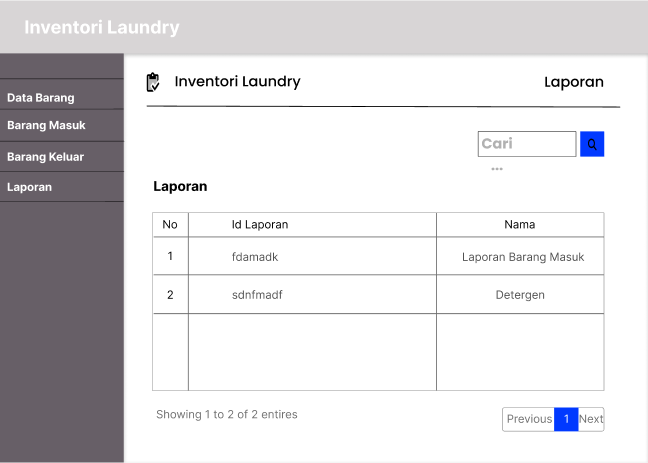 Inventori Laundry
Data Barang
Barang Masuk
Barang Keluar
Laporan
Inventori Laundry Laporan
Cari
...
Laporan
No Id Laporan Nama
1 fdamadk Laporan Barang Masuk
2 sdnfmadf Detergen
Showing 1 to 2 of 2 entires
Previous 1 Next